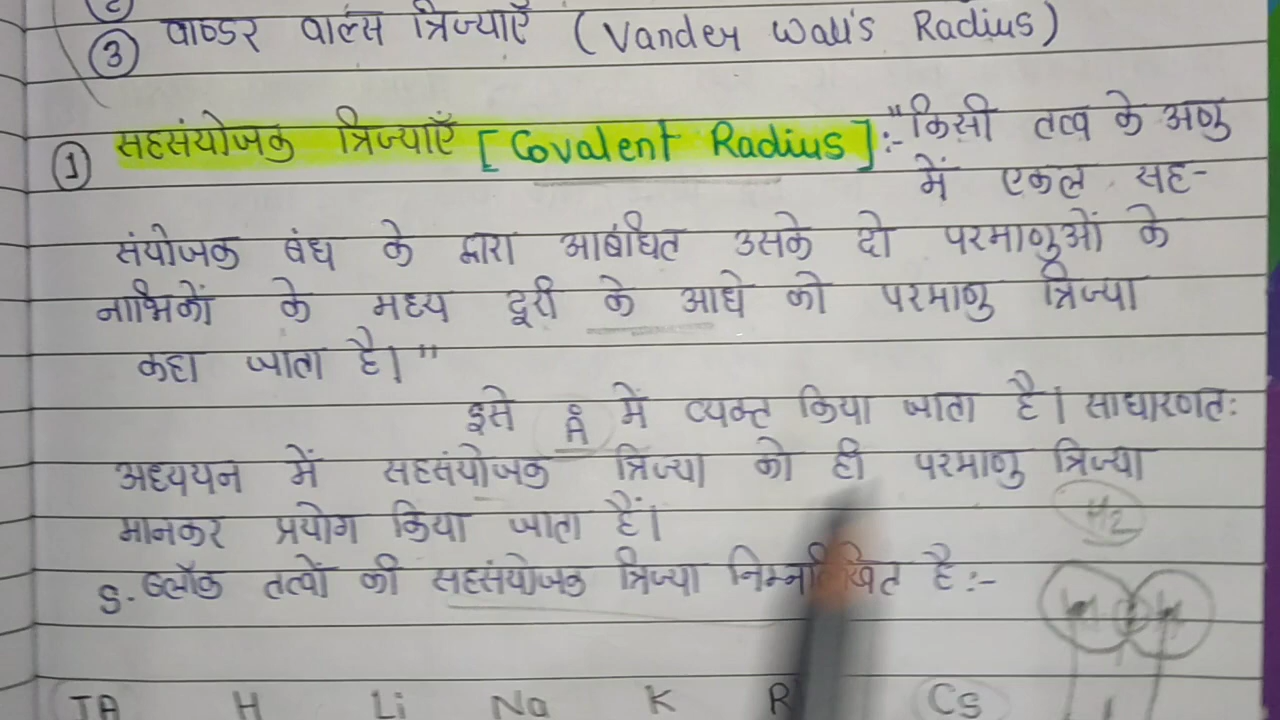 ③ वाण्डर वाल्स त्रिज्याएँ (Vander Wall's Radius)
① सहसंयोजक त्रिज्याएँ [Covalent Radius]:- "किसी तत्व के अणु
में एकल सह-
संयोजक बंध के द्वारा आबंधित उसके दो परमाणुओं के
नाभिकों के मध्य दूरी के आधे को परमाणु त्रिज्या
कहा जाता है।"
इसे Å में व्यक्त किया जाता है। साधारणतः
अध्ययन में सहसंयोजक त्रिज्या को ही परमाणु त्रिज्या
मानकर प्रयोग किया जाता हैं।
H2
S-ब्लॉक तत्वों की सहसंयोजक त्रिज्या निम्नलिखित है:-
IA H Li Na K Cs